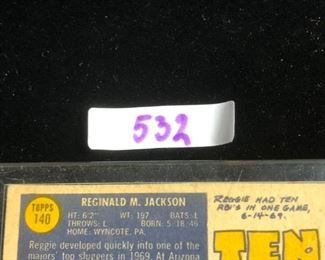 532
TOPPS
140
REGINALD M. JACKSON
HT: 6'2" WT: 197 BATS: L
THROWS: L BORN: 5-18-46
HOME: WYNCOTE, PA.
Reggie developed quickly into one of the
majors' top sluggers in 1969. At Arizona
REGGIE HAD TEN
RBI'S IN ONE GAME,
6-14-69.
TEN